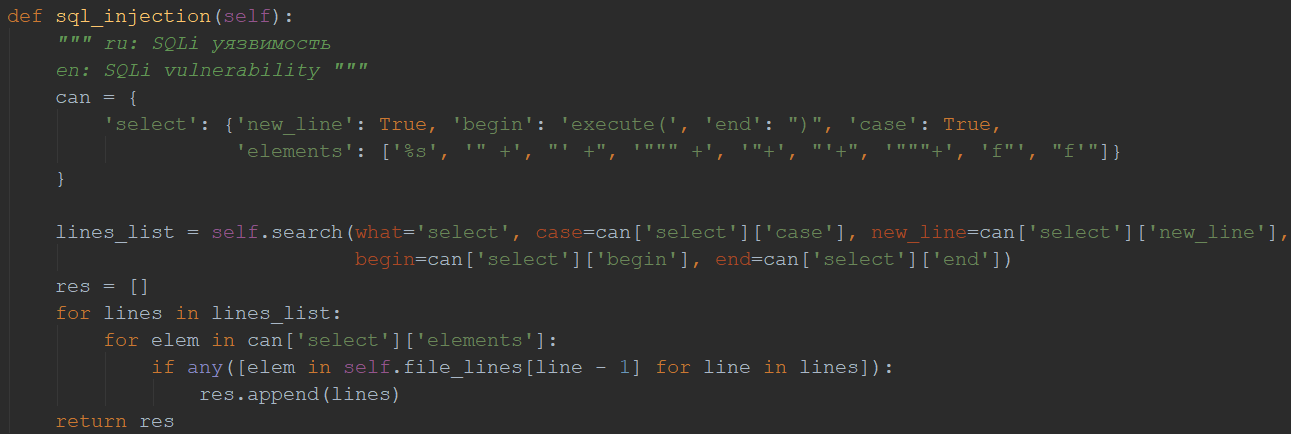 def sql_injection(self):
    """ ru: SQLi уязвимость
    en: SQLi vulnerability """
    can = {
        'select': {'new_line': True, 'begin': 'execute(', 'end': ")", 'case': True,
                   'elements': ['%s', '" +', "' +", '""" +', '"+', "'+", '"""+', 'f"', "f'"]}
    }

    lines_list = self.search(what='select', case=can['select']['case'], new_line=can['select']['new_line'],
                             begin=can['select']['begin'], end=can['select']['end'])
    res = []
    for lines in lines_list:
        for elem in can['select']['elements']:
            if any([elem in self.file_lines[line - 1] for line in lines]):
                res.append(lines)
    return res